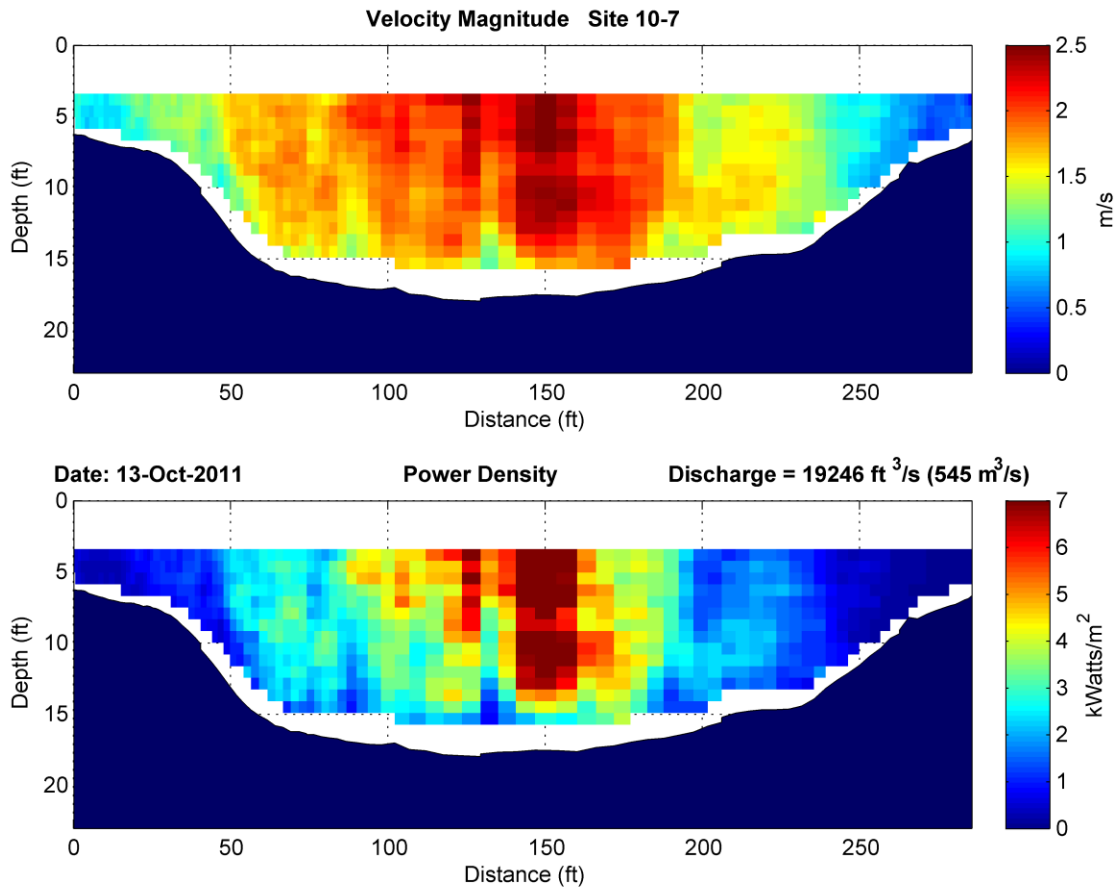 Velocity Magnitude Site 10-7
0
5
10
15
20
Depth (ft)
0 50 100 150 200 250
Distance (ft)
2.5
2
1.5
1
0.5
0
m/s
Date: 13-Oct-2011 Power Density Discharge = 19246 ft ³/s (545 m³/s)
0
5
10
15
20
Depth (ft)
0 50 100 150 200 250
Distance (ft)
7
6
5
4
3
2
1
0
kWatts/m²